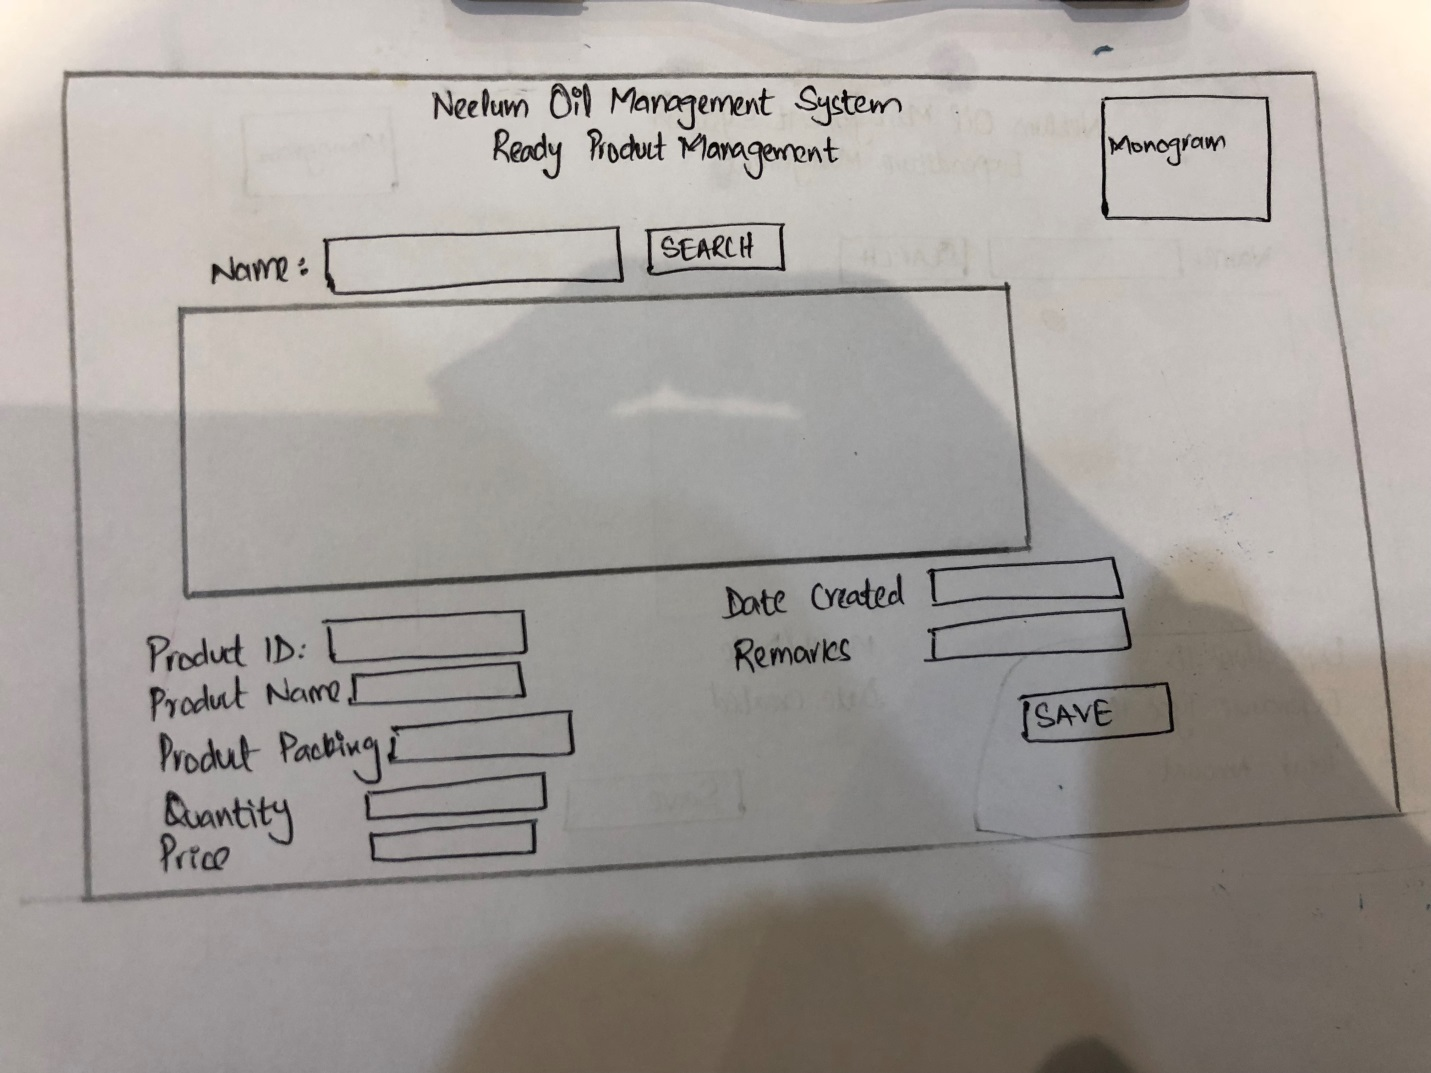 Neelum Oil Management System
Ready Product Management
Monogram
Name:
SEARCH
Date Created
Remarks
Product ID:
Product Name
Product Packing
Quantity
Price
SAVE